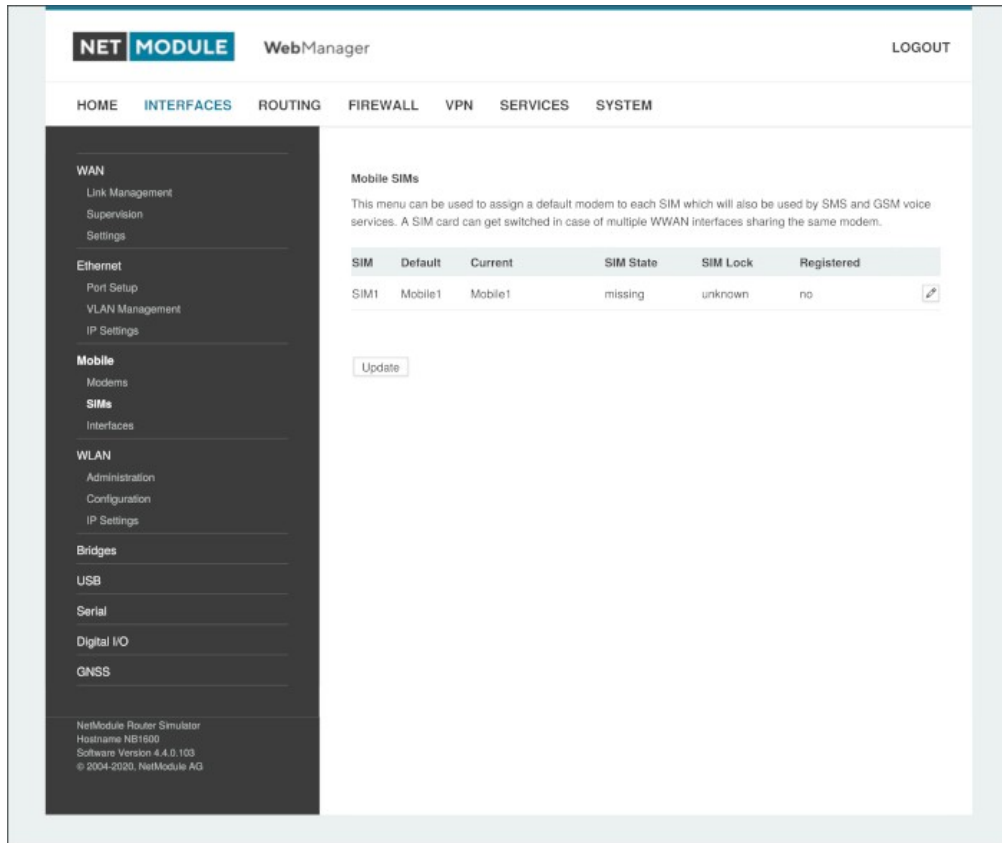 NET MODULE WebManager LOGOUT
HOME INTERFACES ROUTING FIREWALL VPN SERVICES SYSTEM
WAN
Link Management
Supervision
Settings
Ethernet
Port Setup
VLAN Management
IP Settings
Mobile
Modems
SIMs
Interfaces
WLAN
Administration
Configuration
IP Settings
Bridges
USB
Serial
Digital I/O
GNSS
NetModule Router Simulator
Hostname NB1600
Software Version 4.4.0.103
© 2004-2020, NetModule AG
Mobile SIMs
This menu can be used to assign a default modem to each SIM which will also be used by SMS and GSM voice
services. A SIM card can get switched in case of multiple WWAN interfaces sharing the same modem.
SIM Default Current SIM State SIM Lock Registered
SIM1 Mobile1 Mobile1 missing unknown no
Update